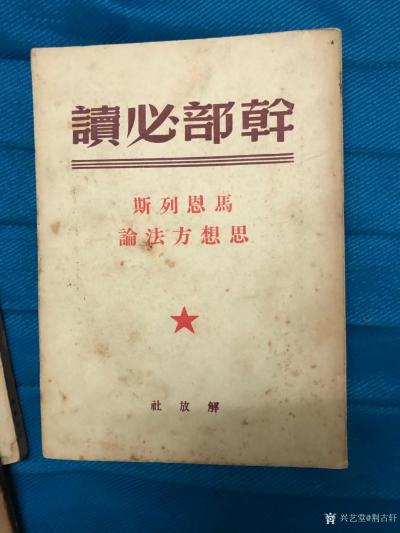 幹部必讀
馬恩列斯
思想方法論
解放社
兴艺堂@荆古轩